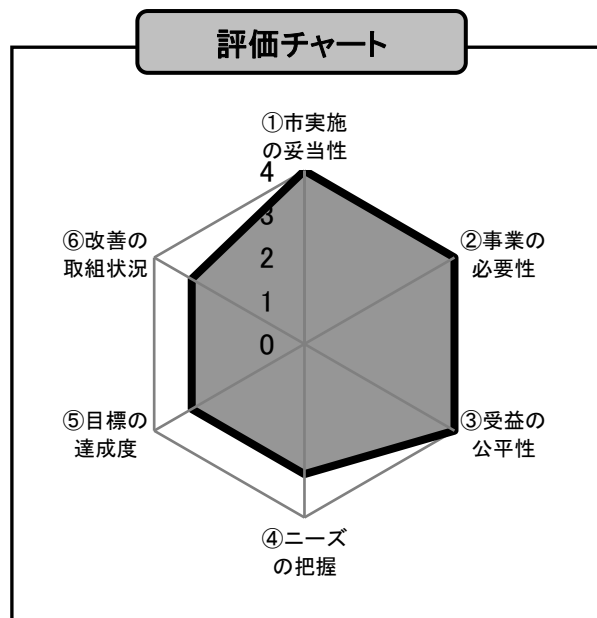 評価チャート
①市実施
の妥当性
4
3
2
1
0
②事業の
必要性
③受益の
公平性
④ニーズ
の把握
⑤目標の
達成度
⑥改善の
取組状況